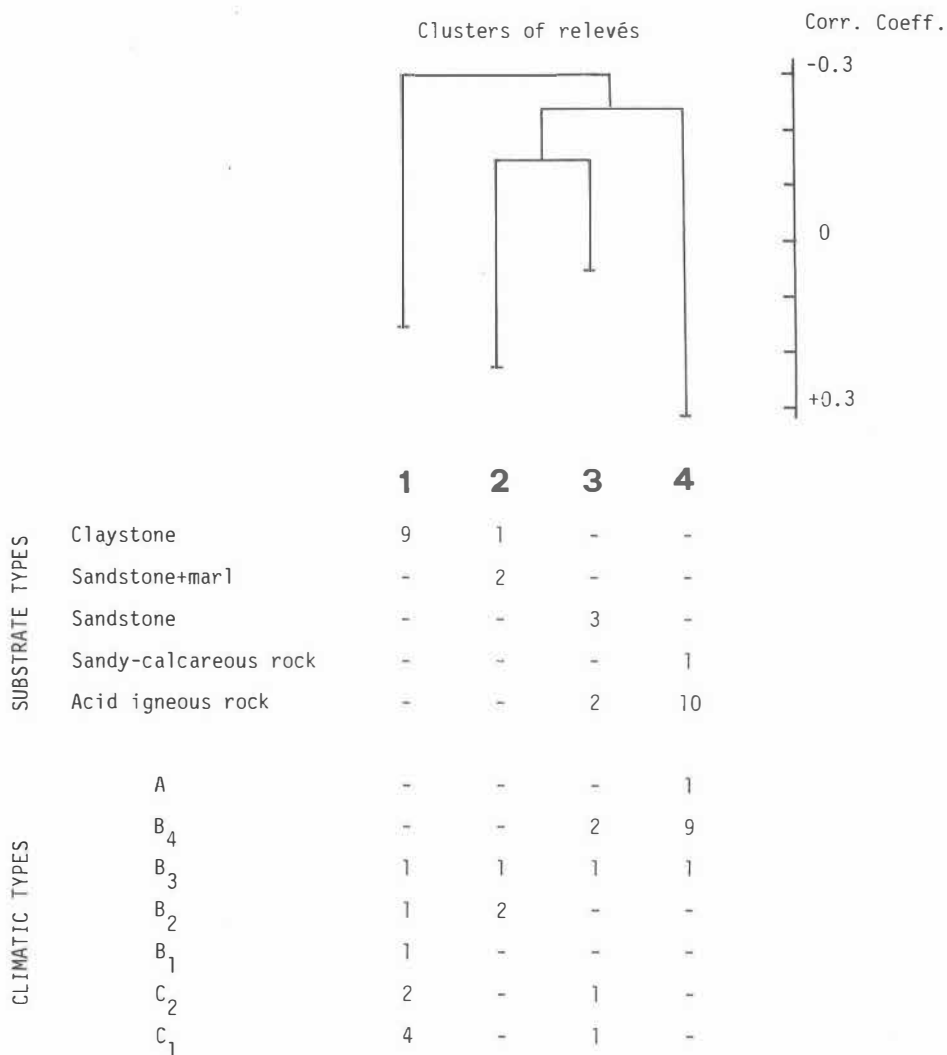 Clusters of relevés
Corr. Coeff.
-0.3
0
+0.3
1 2 3 4
SUBSTRATE TYPES
Claystone 9 1 - -
Sandstone+marl - 2 - -
Sandstone - - 3 -
Sandy-calcareous rock - - - 1
Acid igneous rock - - 2 10
CLIMATIC TYPES
A - - - 1
B4 - - 2 9
B3 1 1 1 1
B2 1 2 - -
B1 1 - - -
C2 2 - 1 -
C1 4 - 1 -